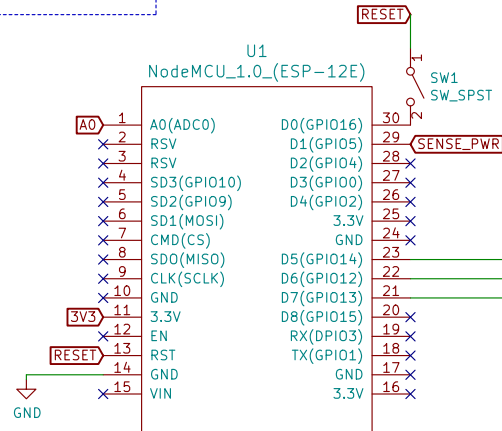 RESET
U1
NodeMCU_1.0_(ESP-12E)
1
SW1
SW_SPST
2
A0 1 A0(ADC0) D0(GPIO16) 30
2 RSV D1(GPIO5) 29 SENSE_PWR
3 RSV D2(GPIO4) 28
4 SD3(GPIO10) D3(GPIO0) 27
5 SD2(GPIO9) D4(GPIO2) 26
6 SD1(MOSI) 3.3V 25
7 CMD(CS) GND 24
8 SDO(MISO) D5(GPIO14) 23
9 CLK(SCLK) D6(GPIO12) 22
10 GND D7(GPIO13) 21
3V3 11 3.3V D8(GPIO15) 20
12 EN RX(DPIO3) 19
RESET 13 RST TX(GPIO1) 18
14 GND GND 17
15 VIN 3.3V 16
GND